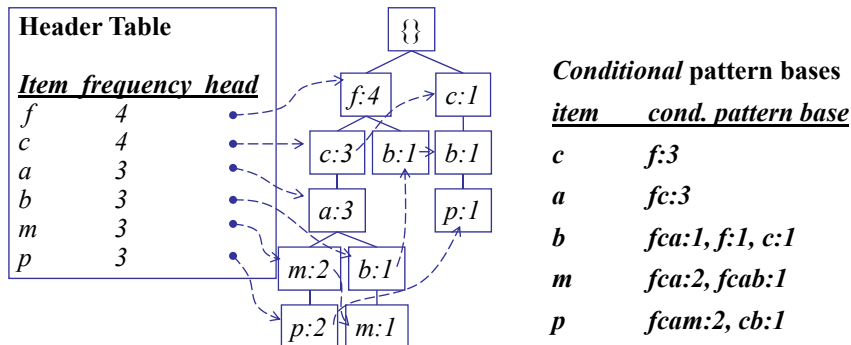 Header Table
Item frequency head
f 4
c 4
a 3
b 3
m 3
p 3
{}
f:4 c:1
c:3 b:1 b:1
a:3 p:1
m:2 b:1
p:2 m:1
Conditional pattern bases
item cond. pattern base
c f:3
a fc:3
b fca:1, f:1, c:1
m fca:2, fcab:1
p fcam:2, cb:1